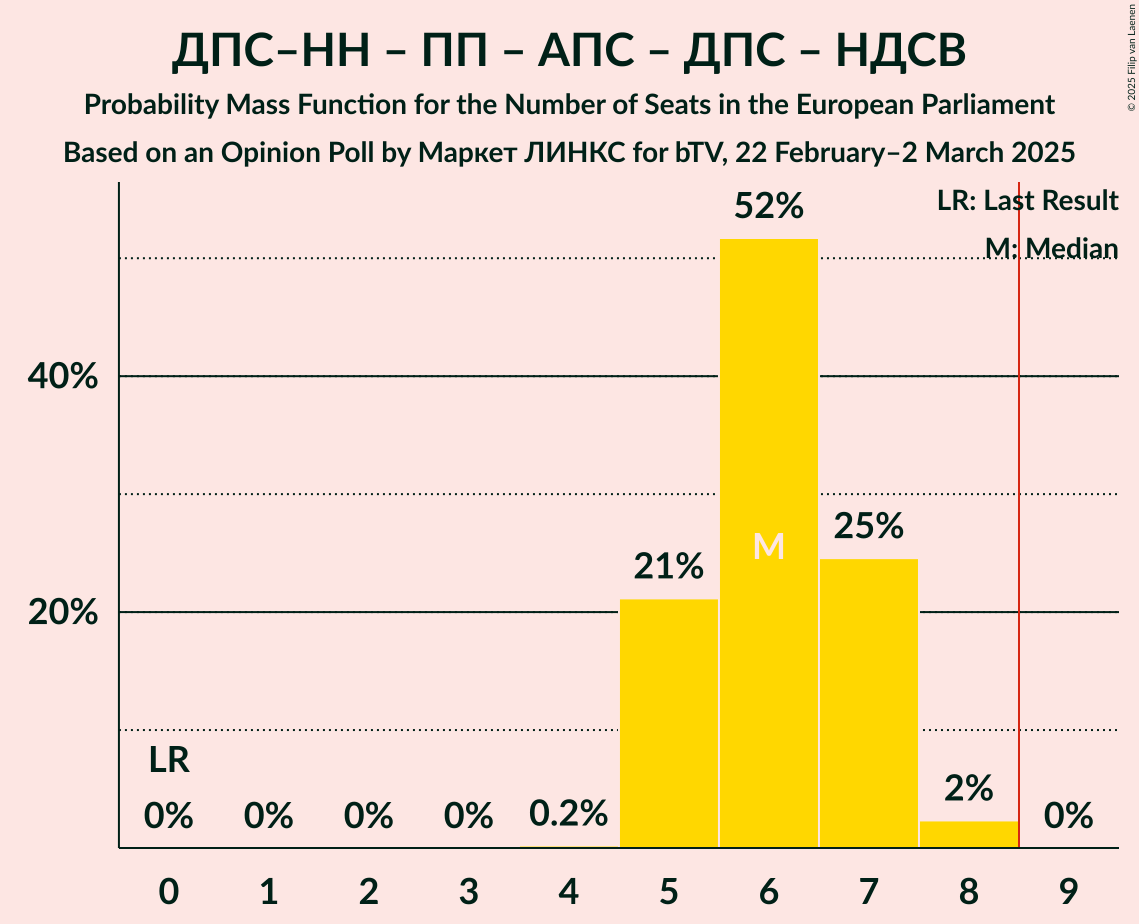 ДПС–НН – ПП – АПС – ДПС – НДСВ
Probability Mass Function for the Number of Seats in the European Parliament
Based on an Opinion Poll by Маркет ЛИНКС for bTV, 22 February–2 March 2025
© 2025 Filip van Laenen
LR: Last Result
M: Median
52%
40%
M
25%
21%
20%
LR
0% 0% 0% 0% 0.2% 2% 0%
0 1 2 3 4 5 6 7 8 9